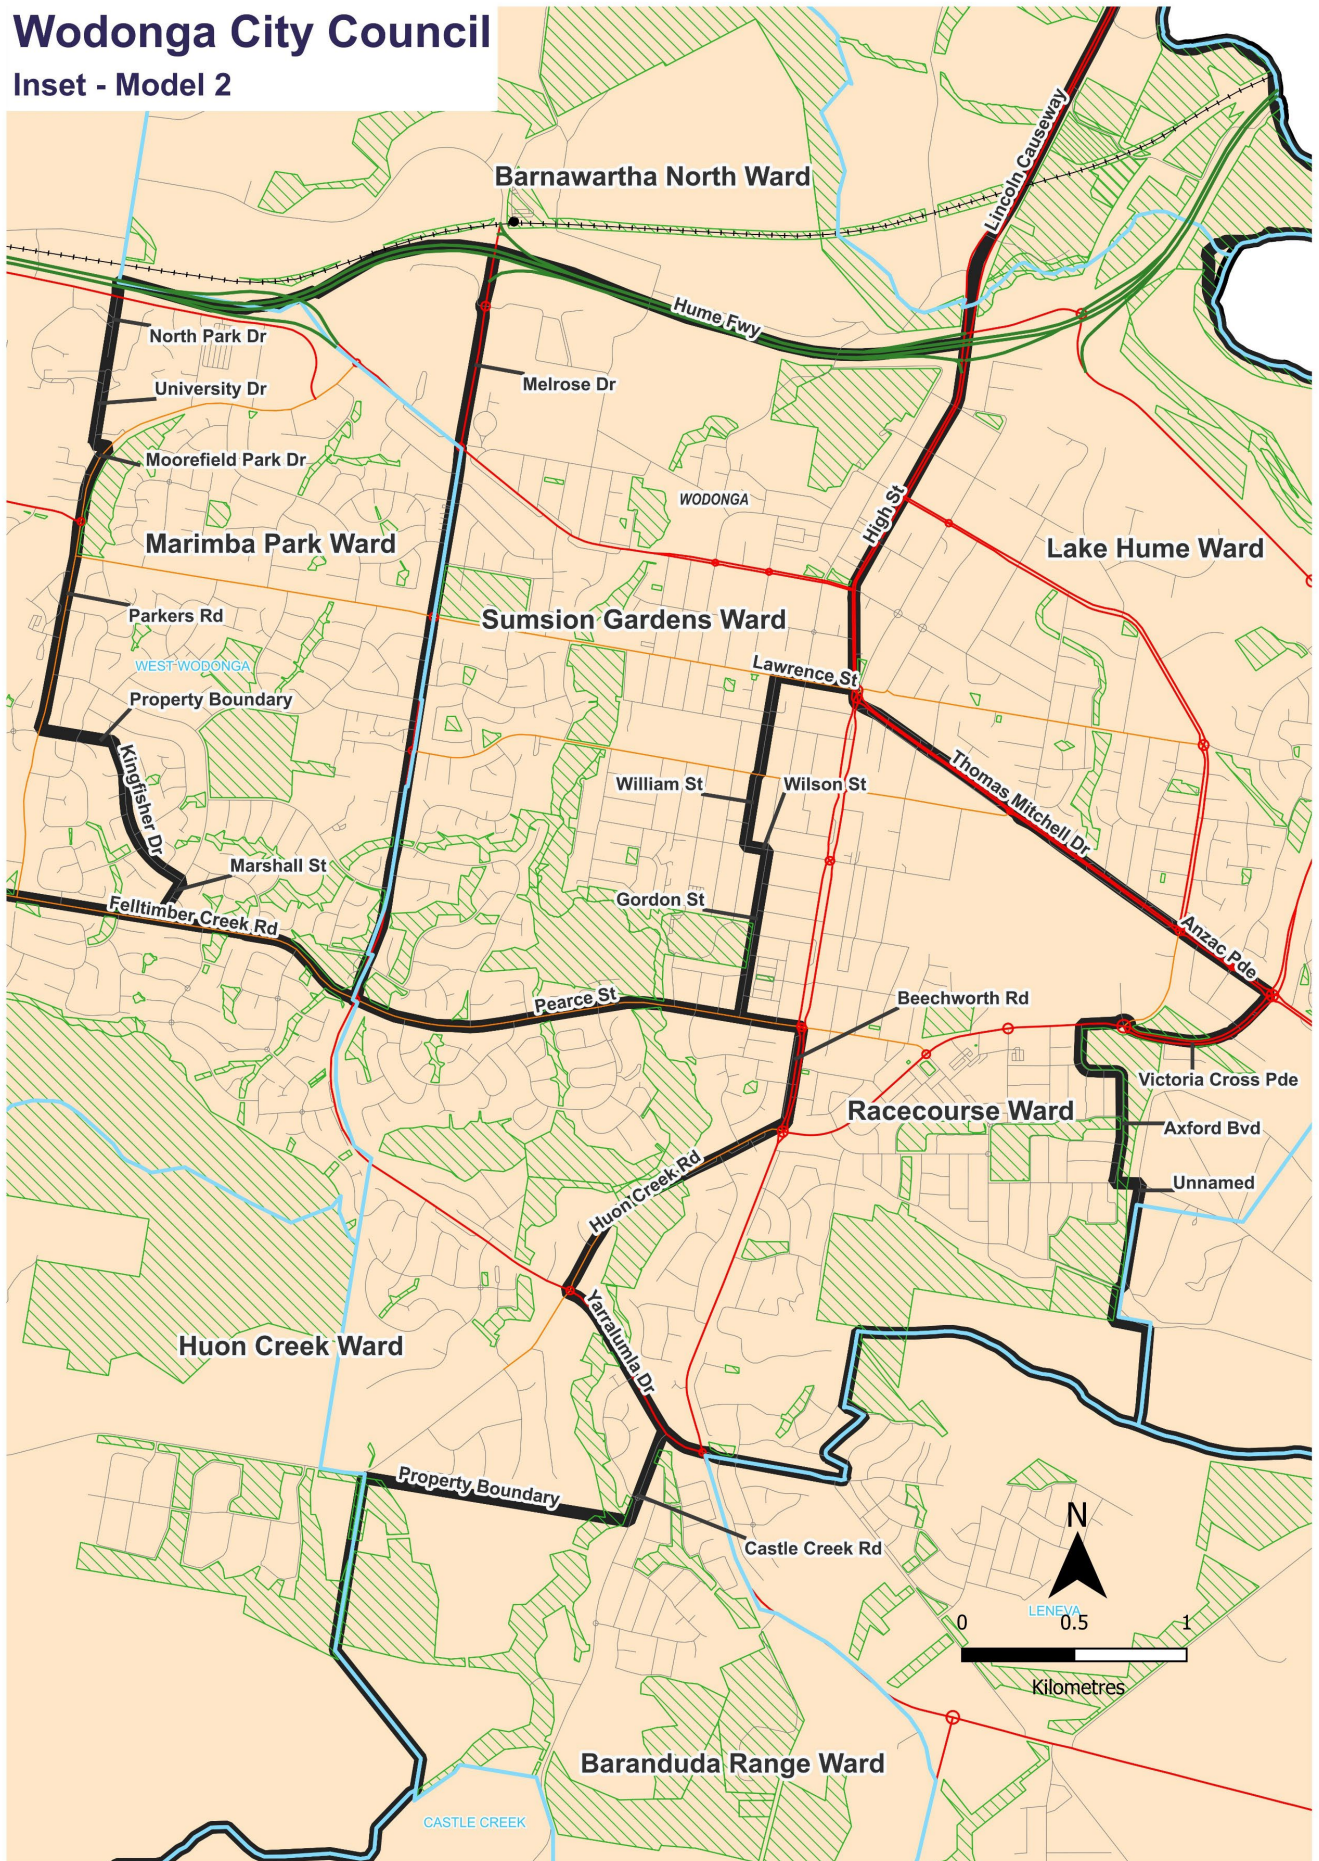 Wodonga City Council
Inset - Model 2
Lincoln Causeway
Barnawartha North Ward
Hume Fwy
North Park Dr
Melrose Dr
University Dr
Moorefield Park Dr
WODONGA
High St
Marimba Park Ward
Lake Hume Ward
Parkers Rd
Sumsion Gardens Ward
WEST WODONGA
Lawrence St
Property Boundary
Kingfisher Dr
William St
Wilson St
Thomas Mitchell Dr
Marshall St
Gordon St
Felltimber Creek Rd
Anzac Pde
Pearce St
Beechworth Rd
Victoria Cross Pde
Racecourse Ward
Axford Bvd
Huon Creek Rd
Unnamed
Huon Creek Ward
Yarralumla Dr
Property Boundary
Castle Creek Rd
N
LENEVA
0 0.5 1
Kilometres
Baranduda Range Ward
CASTLE CREEK